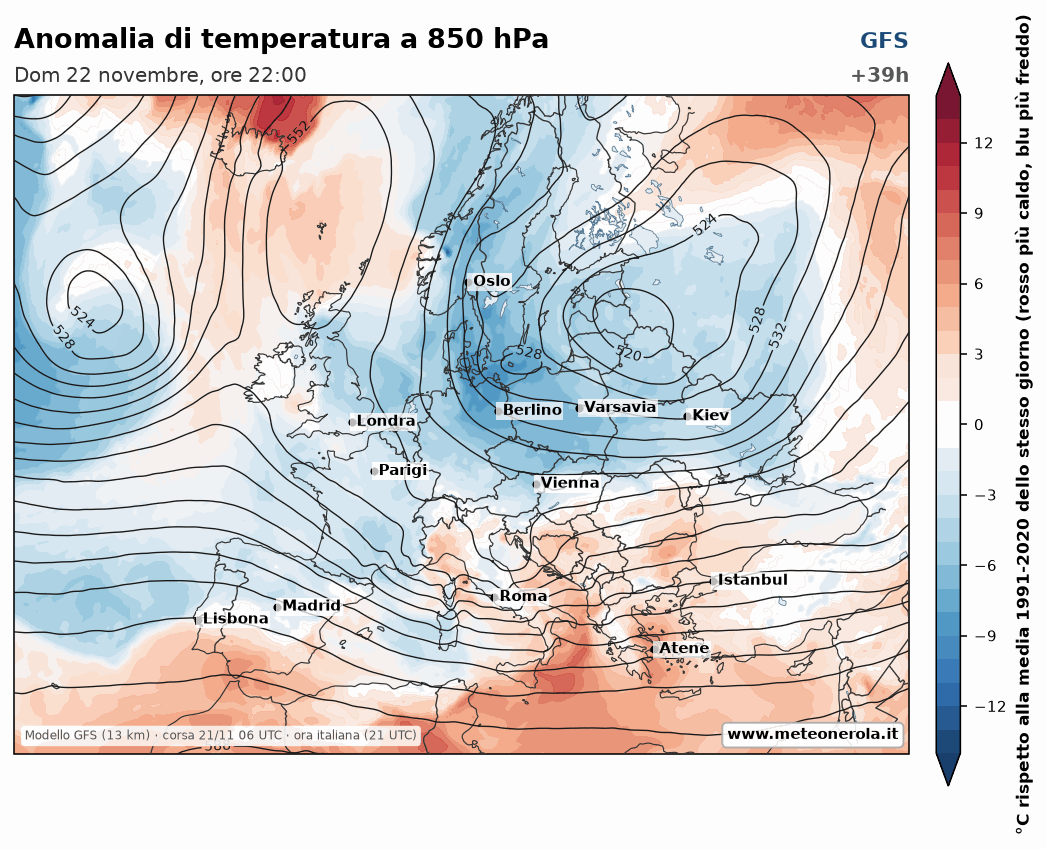 Anomalia di temperatura a 850 hPa
GFS
Dom 22 novembre, ore 22:00
+39h
552
524
524
528
528
532
528
520
Oslo
Berlino
Varsavia
Kiev
Londra
Parigi
Vienna
Istanbul
Roma
Madrid
Lisbona
Atene
Modello GFS (13 km) · corsa 21/11 06 UTC · ora italiana (21 UTC)
www.meteonerola.it
12
9
6
3
0
−3
−6
−9
−12
°C rispetto alla media 1991-2020 dello stesso giorno (rosso più caldo, blu più freddo)